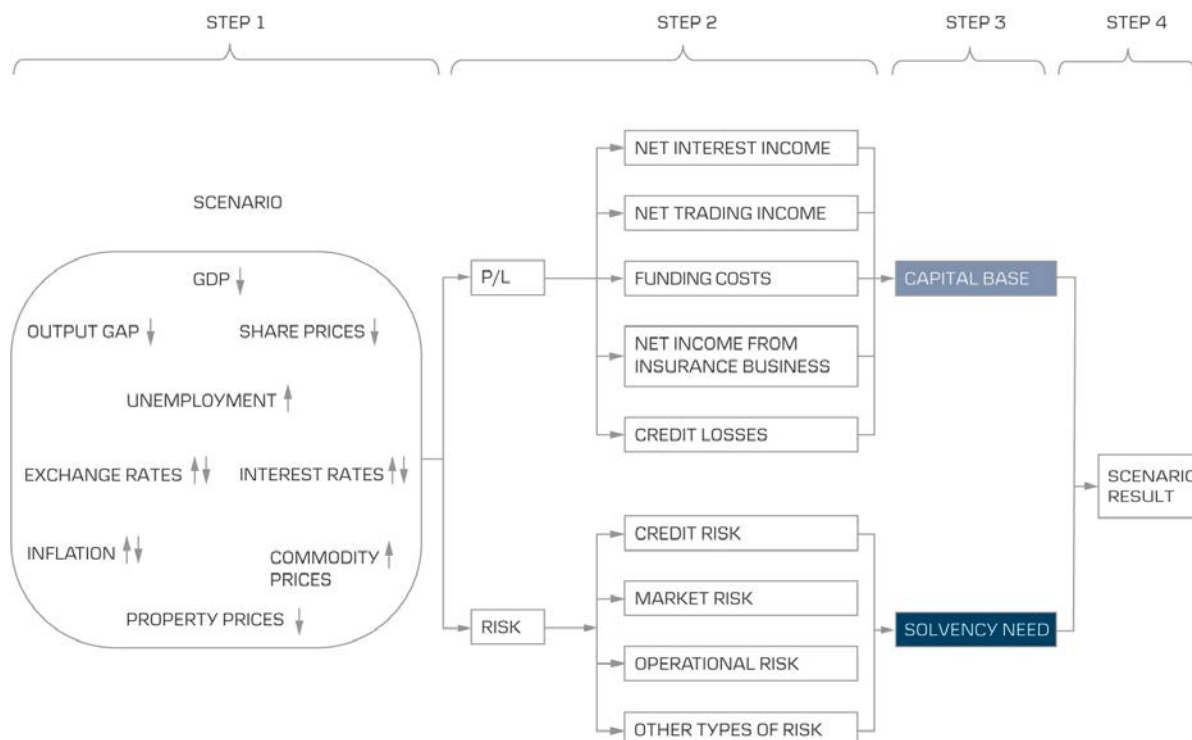 STEP 1
STEP 2
STEP 3
STEP 4
SCENARIO
GDP
OUTPUT GAP
SHARE PRICES
UNEMPLOYMENT
EXCHANGE RATES
INTEREST RATES
INFLATION
COMMODITY
PRICES
PROPERTY PRICES
P/L
RISK
NET INTEREST INCOME
NET TRADING INCOME
FUNDING COSTS
NET INCOME FROM
INSURANCE BUSINESS
CREDIT LOSSES
CREDIT RISK
MARKET RISK
OPERATIONAL RISK
OTHER TYPES OF RISK
CAPITAL BASE
SOLVENCY NEED
SCENARIO
RESULT